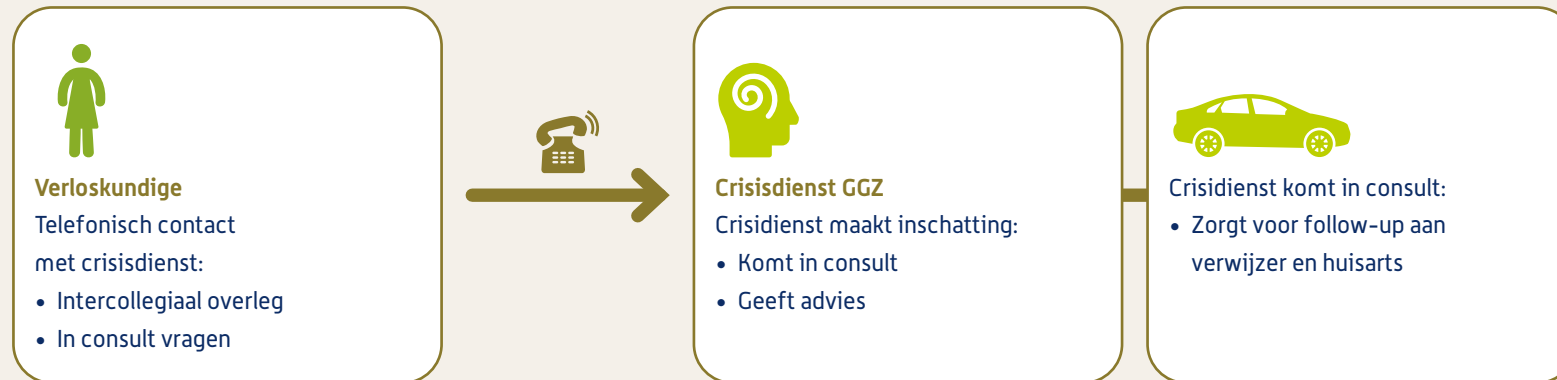 Verloskundige
Telefonisch contact
met crisisdienst:
• Intercollegiaal overleg
• In consult vragen
Crisisdienst GGZ
Crisidienst maakt inschatting:
• Komt in consult
• Geeft advies
Crisidienst komt in consult:
• Zorgt voor follow-up aan
verwijzer en huisarts